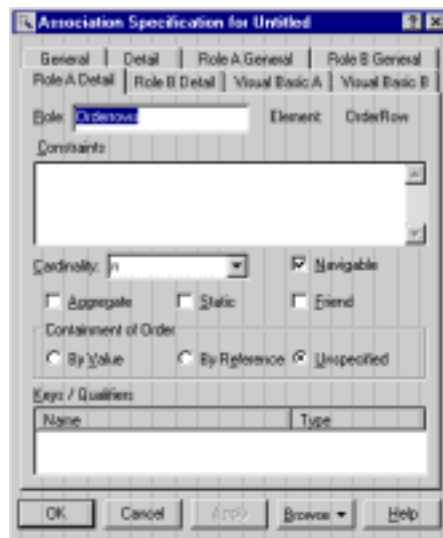 Association Specification for Untitled
General Detail Role A General Role B General
Role A Detail Role B Detail Visual Basic A Visual Basic B
Role: Orderrows Element: OrderRow
Constraints
Cardinality: n Navigable
Aggregate Static Friend
Containment of Order
By Value By Reference Unspecified
Keys / Qualifiers
Name Type
OK Cancel Apply Browse Help